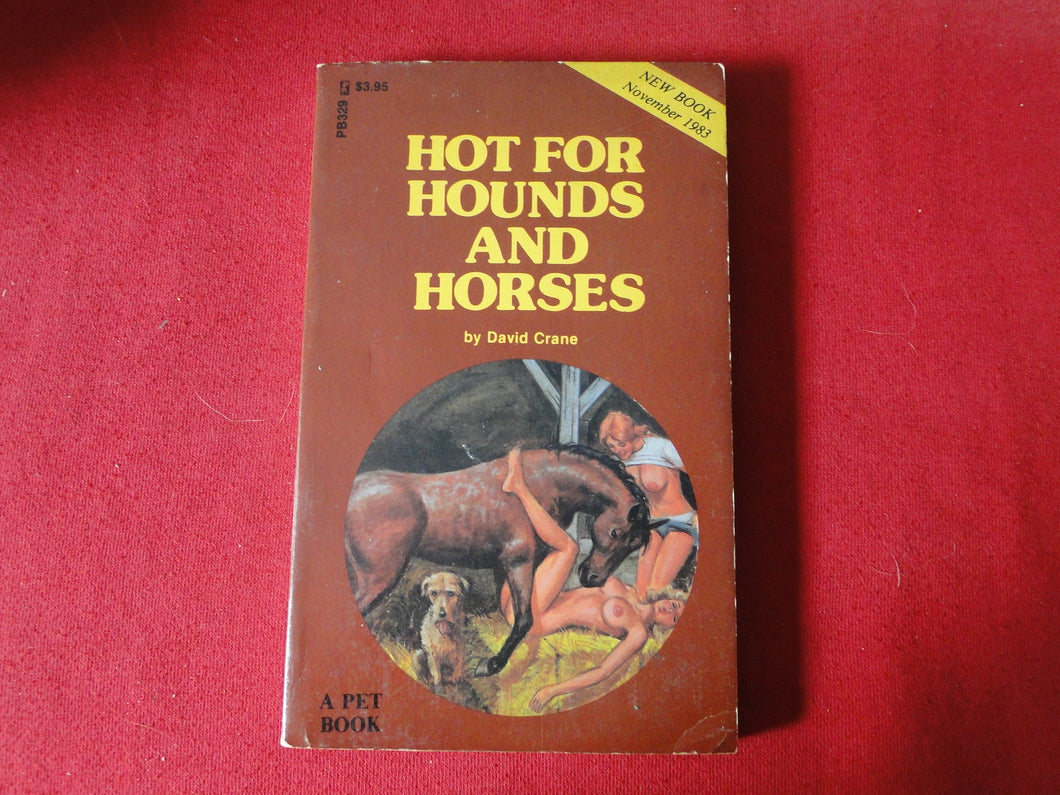 PB329 $3.95
NEW BOOK
November 1983
HOT FOR
HOUNDS
AND
HORSES
by David Crane
A PET
BOOK